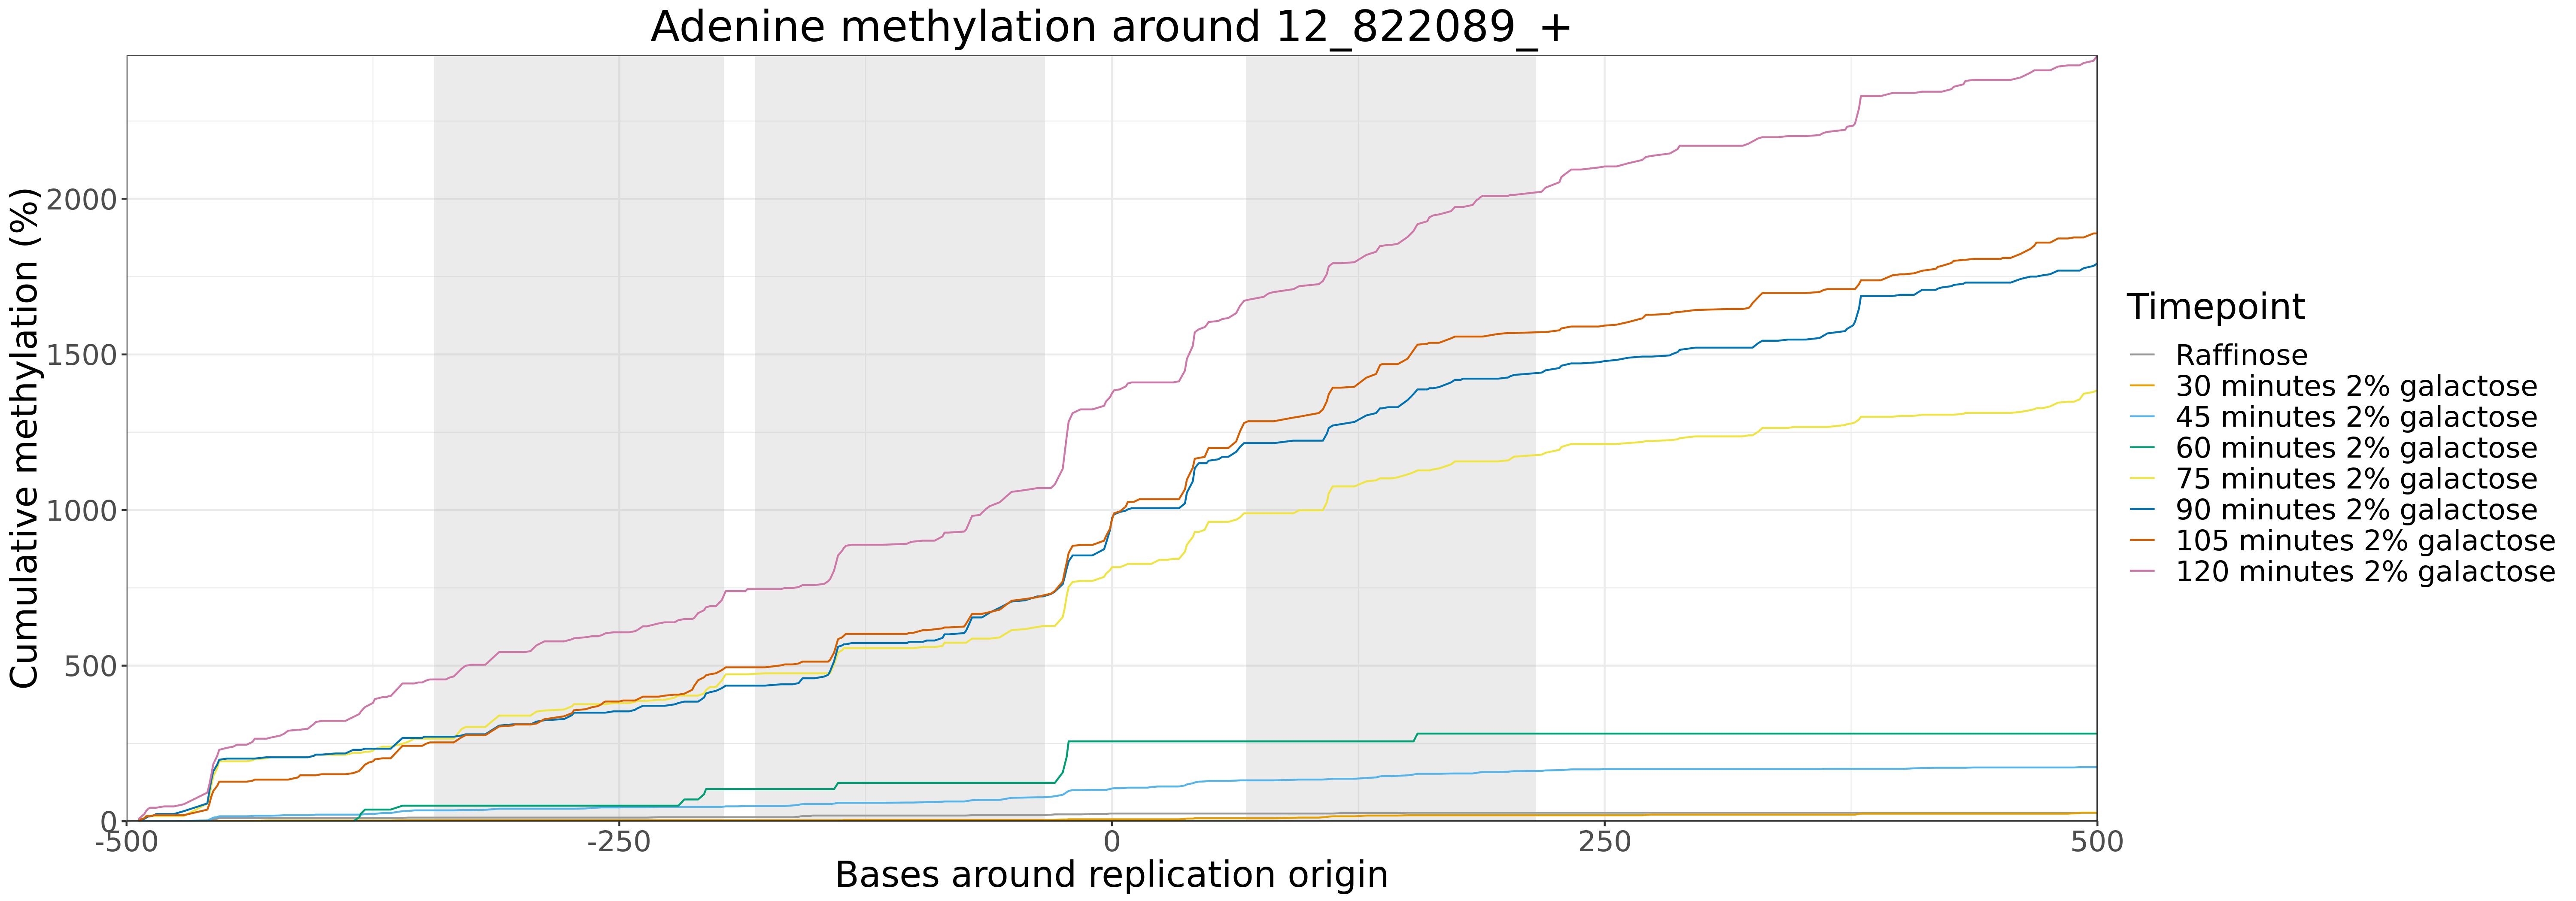 Adenine methylation around 12_822089_+
Cumulative methylation (%)
2000
1500
1000
500
0
-500
-250
0
250
500
Bases around replication origin
Timepoint
Raffinose
30 minutes 2% galactose
45 minutes 2% galactose
60 minutes 2% galactose
75 minutes 2% galactose
90 minutes 2% galactose
105 minutes 2% galactose
120 minutes 2% galactose